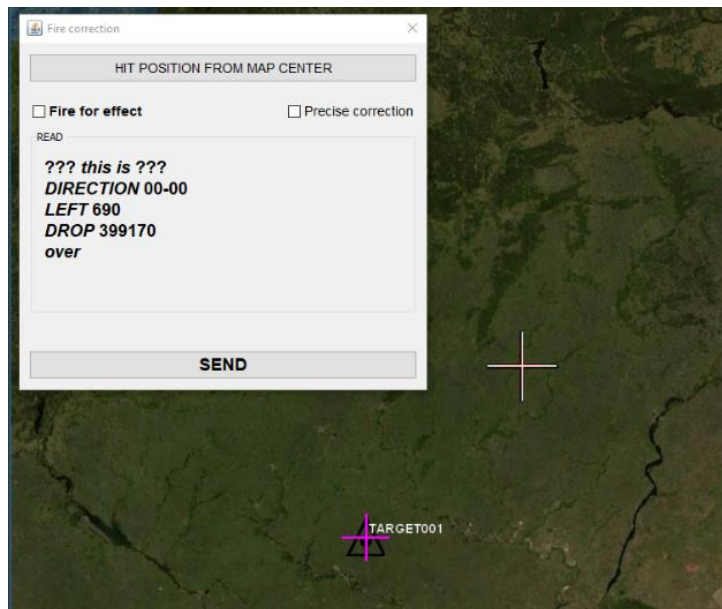 Fire correction
HIT POSITION FROM MAP CENTER
Fire for effect
Precise correction
READ
??? this is ???
DIRECTION 00-00
LEFT 690
DROP 399170
over
SEND
TARGET001